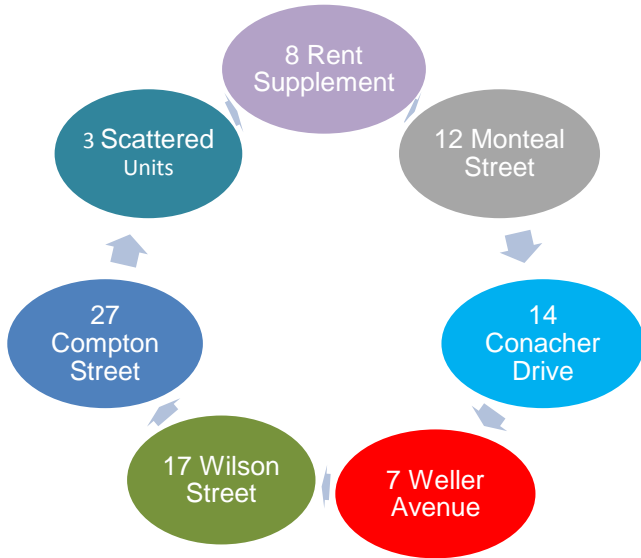 8 Rent
Supplement
12 Monteal
Street
14
Conacher
Drive
7 Weller
Avenue
17 Wilson
Street
27
Compton
Street
3 Scattered
Units